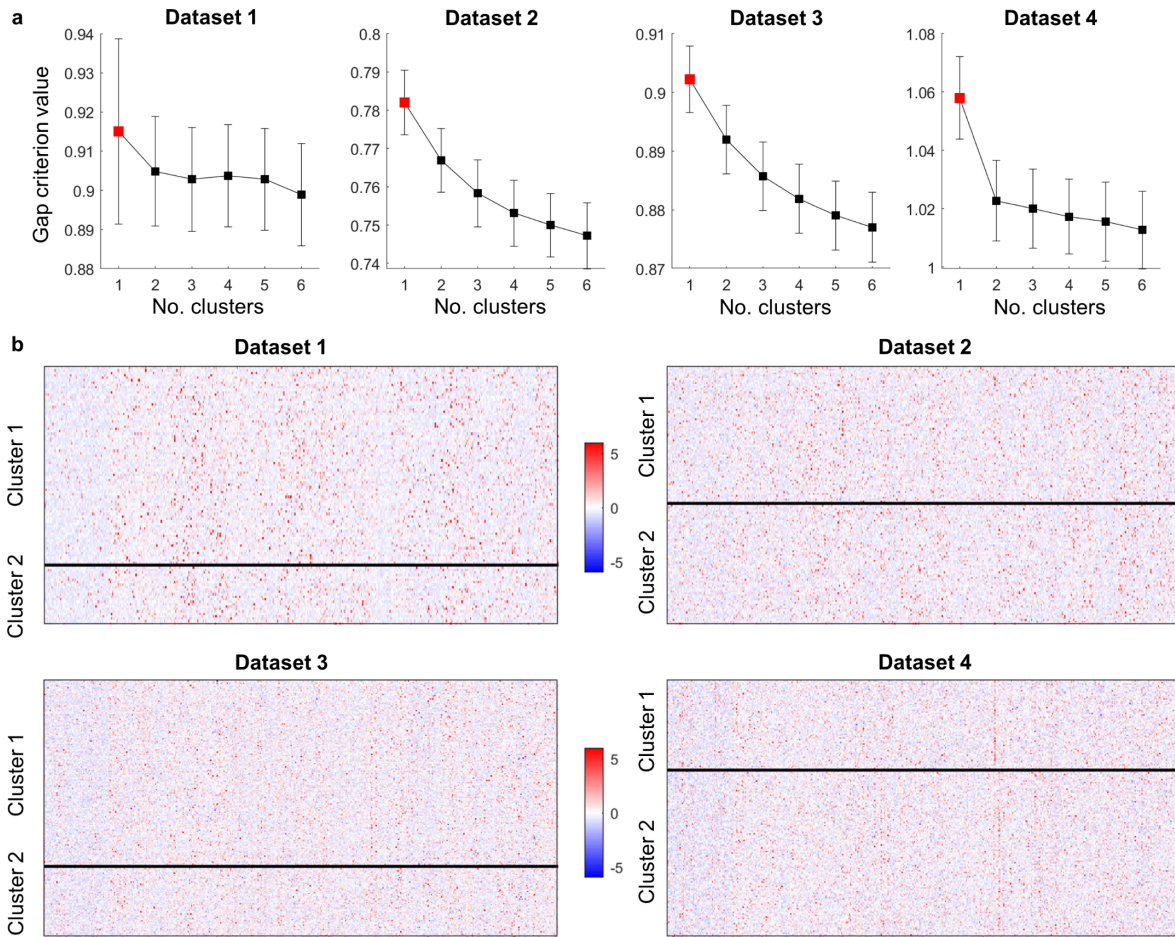 a
Dataset 1
Dataset 2
Dataset 3
Dataset 4
Gap criterion value
0.94
0.93
0.92
0.91
0.9
0.89
0.88
1 2 3 4 5 6
No. clusters
0.8
0.79
0.78
0.77
0.76
0.75
0.74
1 2 3 4 5 6
No. clusters
0.91
0.9
0.89
0.88
0.87
1 2 3 4 5 6
No. clusters
1.08
1.06
1.04
1.02
1
1 2 3 4 5 6
No. clusters
b
Dataset 1
Cluster 1
Cluster 2
5
0
-5
Dataset 2
Cluster 1
Cluster 2
Dataset 3
Cluster 1
Cluster 2
5
0
-5
Dataset 4
Cluster 1
Cluster 2